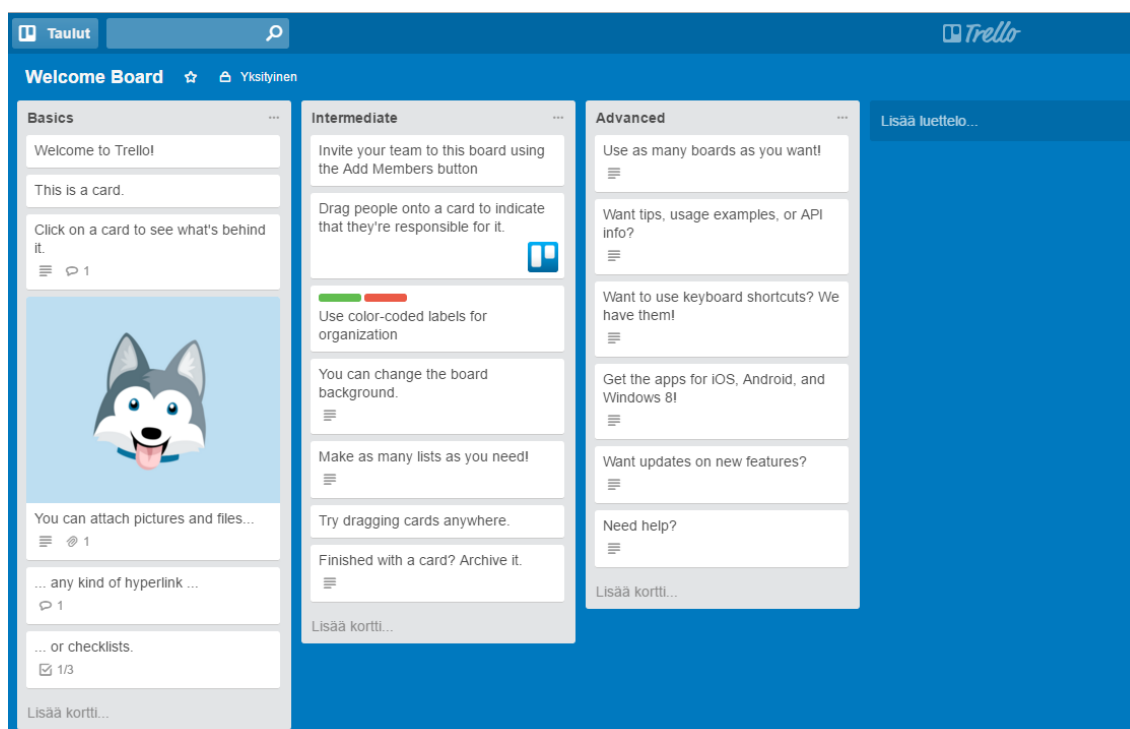 Taulut
Trello
Welcome Board
Yksityinen
Basics
Welcome to Trello!
This is a card.
Click on a card to see what's behind
it.
1
You can attach pictures and files...
1
... any kind of hyperlink ...
1
... or checklists.
1/3
Lisää kortti...
Intermediate
Invite your team to this board using
the Add Members button
Drag people onto a card to indicate
that they're responsible for it.
Use color-coded labels for
organization
You can change the board
background.
Make as many lists as you need!
Try dragging cards anywhere.
Finished with a card? Archive it.
Lisää kortti...
Advanced
Use as many boards as you want!
Want tips, usage examples, or API
info?
Want to use keyboard shortcuts? We
have them!
Get the apps for iOS, Android, and
Windows 8!
Want updates on new features?
Need help?
Lisää kortti...
Lisää luettelo...